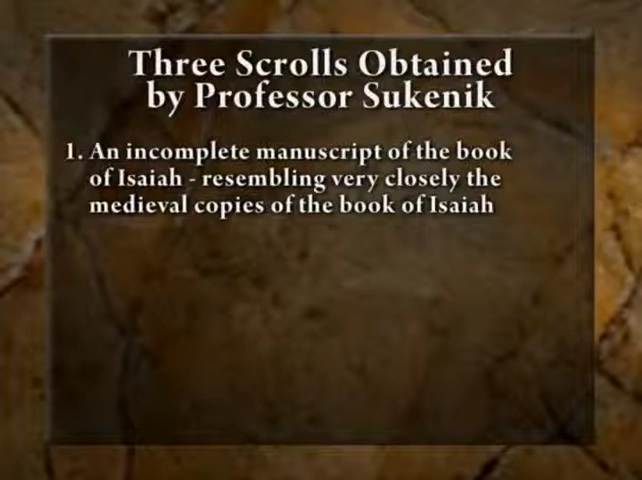 Three Scrolls Obtained
by Professor Sukenik
1. An incomplete manuscript of the book
of Isaiah - resembling very closely the
medieval copies of the book of Isaiah